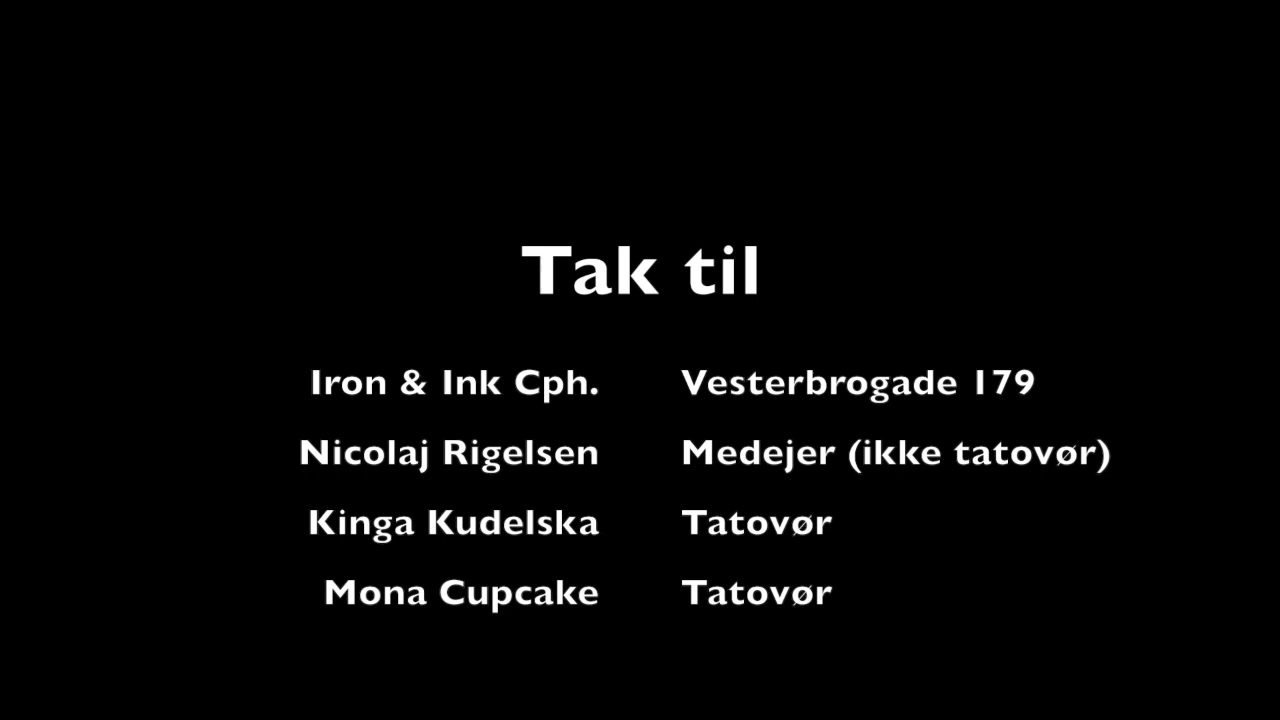 Tak til
Iron & Ink Cph. Vesterbrogade 179
Nicolaj Rigelsen Medejer (ikke tatovør)
Kinga Kudelska Tatovør
Mona Cupcake Tatovør